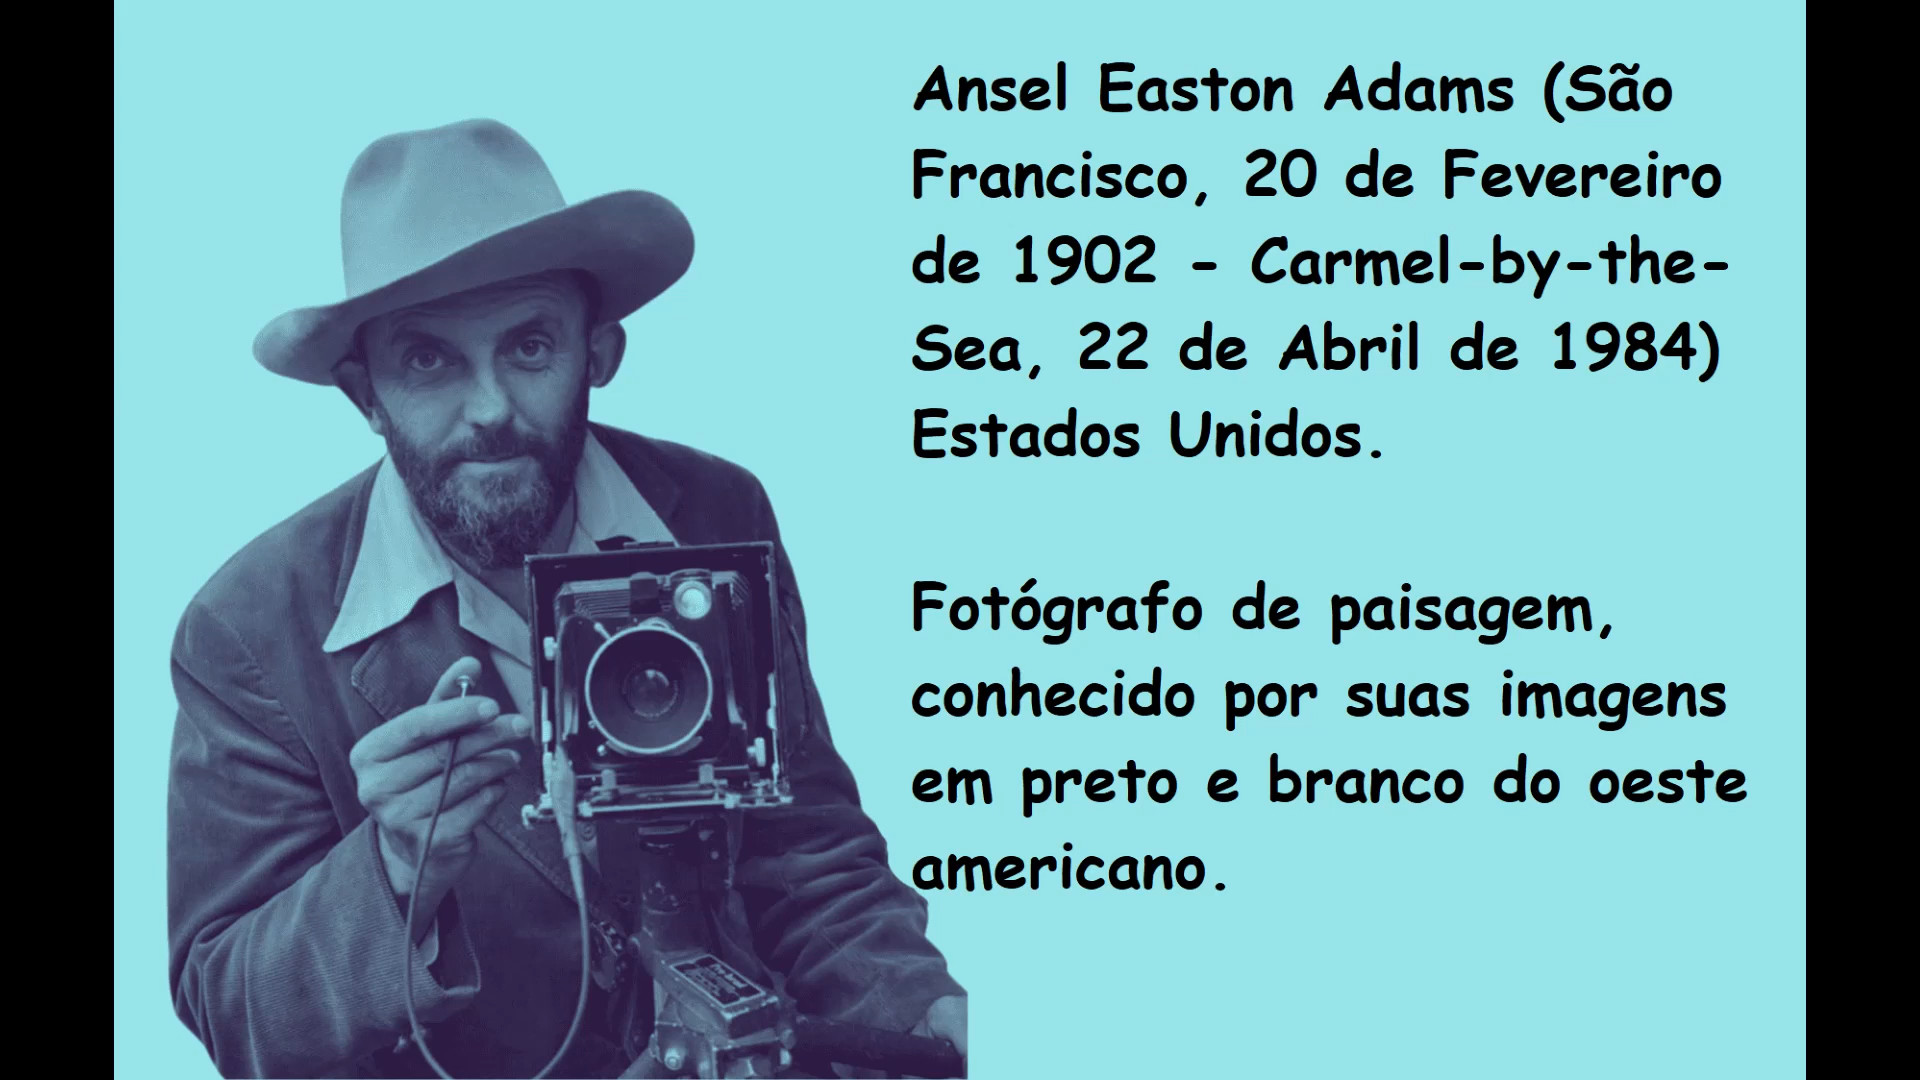 Ansel Easton Adams (São
Francisco, 20 de Fevereiro
de 1902 - Carmel-by-the-
Sea, 22 de Abril de 1984)
Estados Unidos.
Fotógrafo de paisagem,
conhecido por suas imagens
em preto e branco do oeste
americano.